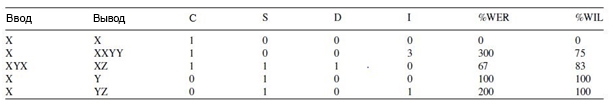 Ввод Вывод C S D I %WER %WIL
X X 1 0 0 0 0 0
X XXYY 1 0 0 3 300 75
XYX XZ 1 1 1 0 67 83
X Y 0 1 0 0 100 100
X YZ 0 1 0 1 200 100